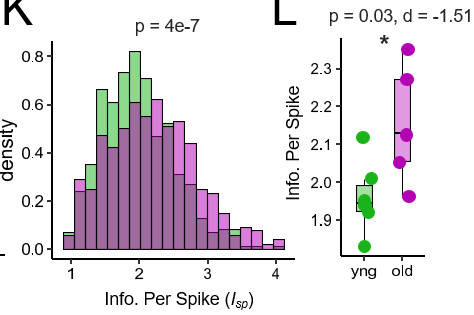 K
p = 4e-7
density
0.8
0.6
0.4
0.2
0.0
1 2 3 4
Info. Per Spike (Isp)
L
p = 0.03, d = -1.51
*
Info. Per Spike
2.3
2.2
2.1
2.0
1.9
yng old